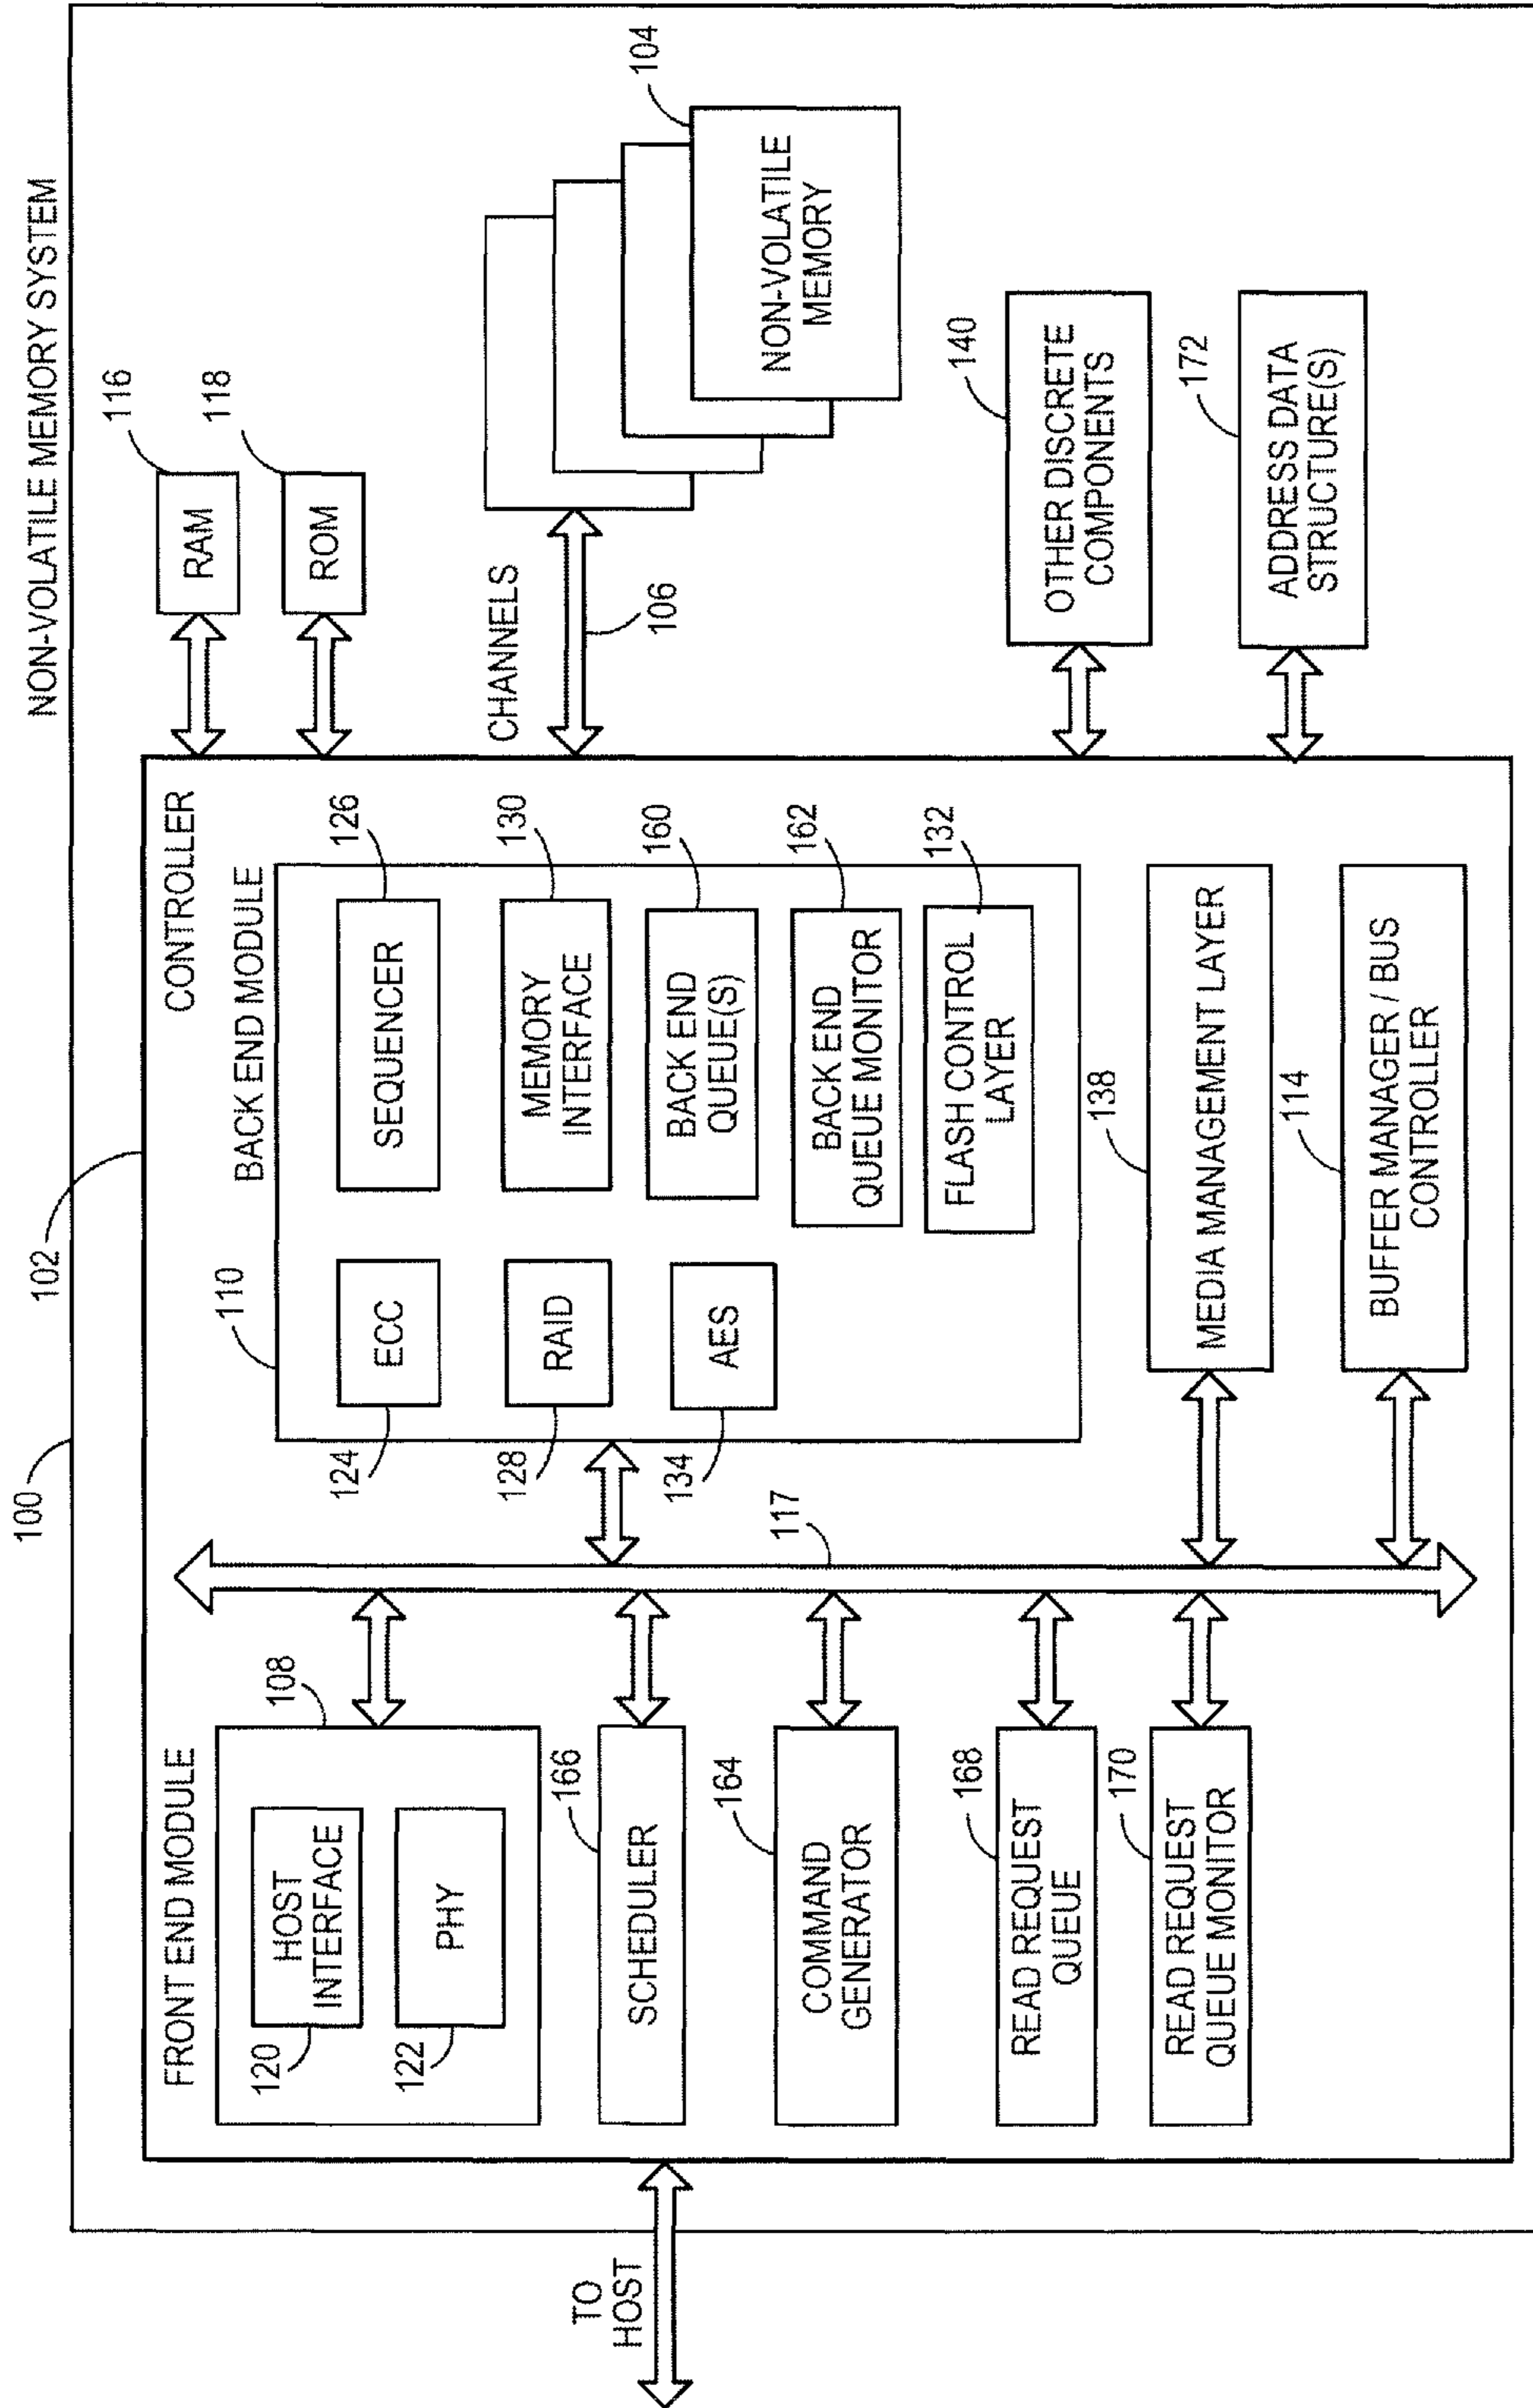 NON-VOLATILE MEMORY SYSTEM
100
102
CONTROLLER
TO
HOST
FRONT END MODULE
108
HOST
INTERFACE
120
PHY
122
SCHEDULER
166
COMMAND
GENERATOR
164
READ REQUEST
QUEUE
168
READ REQUEST
QUEUE MONITOR
170
117
BACK END MODULE
110
ECC
124
SEQUENCER
126
RAID
128
MEMORY
INTERFACE
130
AES
134
BACK END
QUEUE(S)
160
BACK END
QUEUE MONITOR
162
FLASH CONTROL
LAYER
132
MEDIA MANAGEMENT LAYER
138
BUFFER MANAGER / BUS
CONTROLLER
114
RAM
116
ROM
118
CHANNELS
106
NON-VOLATILE
MEMORY
104
OTHER DISCRETE
COMPONENTS
140
ADDRESS DATA
STRUCTURE(S)
172